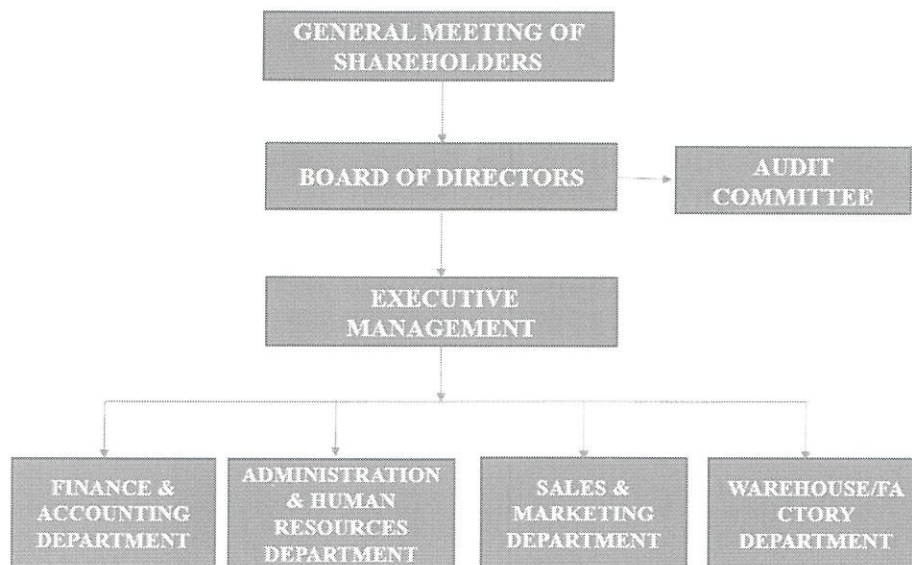 GENERAL MEETING OF
SHAREHOLDERS
BOARD OF DIRECTORS
AUDIT
COMMITTEE
EXECUTIVE
MANAGEMENT
FINANCE &
ACCOUNTING
DEPARTMENT
ADMINISTRATION
& HUMAN
RESOURCES
DEPARTMENT
SALES &
MARKETING
DEPARTMENT
WAREHOUSE/FA
CTORY
DEPARTMENT